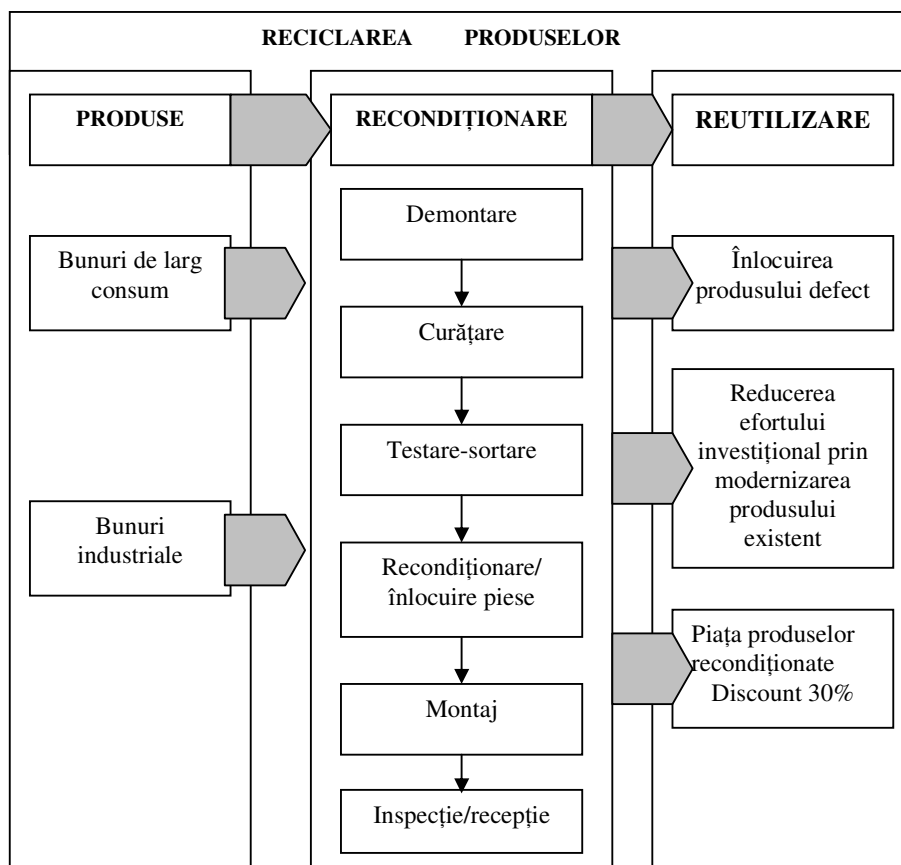 RECICLAREA PRODUSELOR
PRODUSE
RECONDIȚIONARE
REUTILIZARE
Bunuri de larg
consum
Bunuri
industriale
Demontare
Curățare
Testare-sortare
Recondiționare/
înlocuire piese
Montaj
Inspecție/recepție
Înlocuirea
produsului defect
Reducerea
efortului
investițional prin
modernizarea
produsului
existent
Piața produselor
recondiționate
Discount 30%